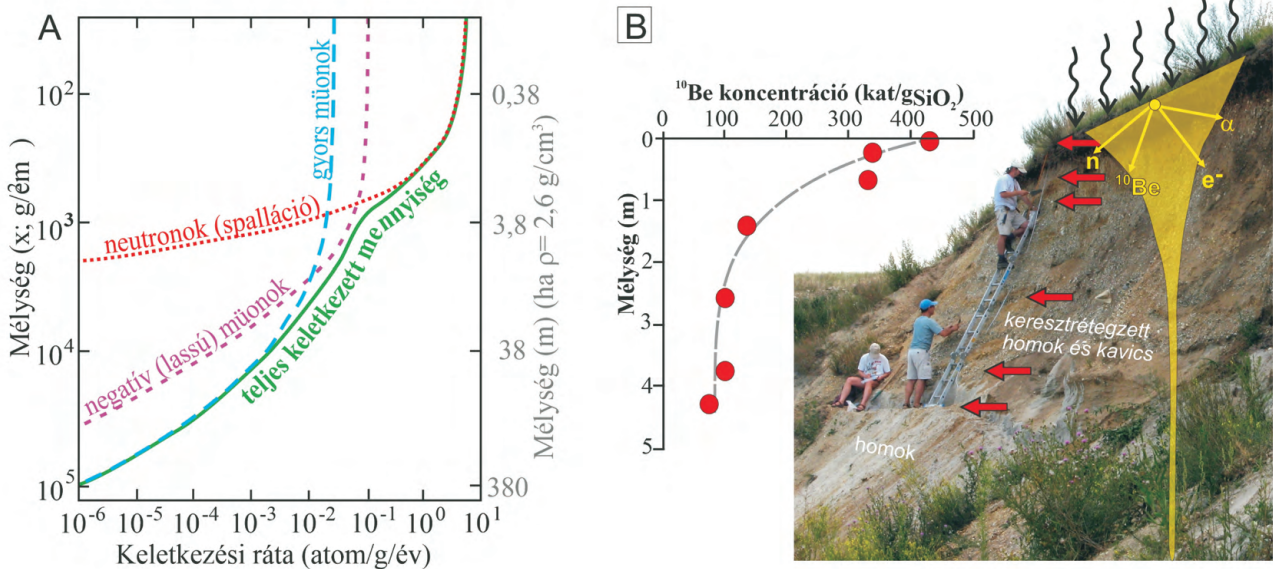 A
10²
10³
10⁴
10⁵
Mélység (x; g/ēm
10⁻⁶
10⁻⁵
10⁻⁴
10⁻³
10⁻²
10⁻¹
10⁰
10¹
Keletkezési ráta (atom/g/év)
0,38
3,8
38
380
Mélység (m) (ha ρ= 2,6 g/cm³)
gyors müonok
neutronok (spalláció)
negatív (lassú) müonok
teljes keletkezett mennyiség
B
¹⁰Be koncentráció (kat/gSiO₂)
0
100
200
300
400
500
0
1
2
3
4
5
Mélység (m)
α
n
¹⁰Be
e⁻
keresztrétegzett
homok és kavics
homok